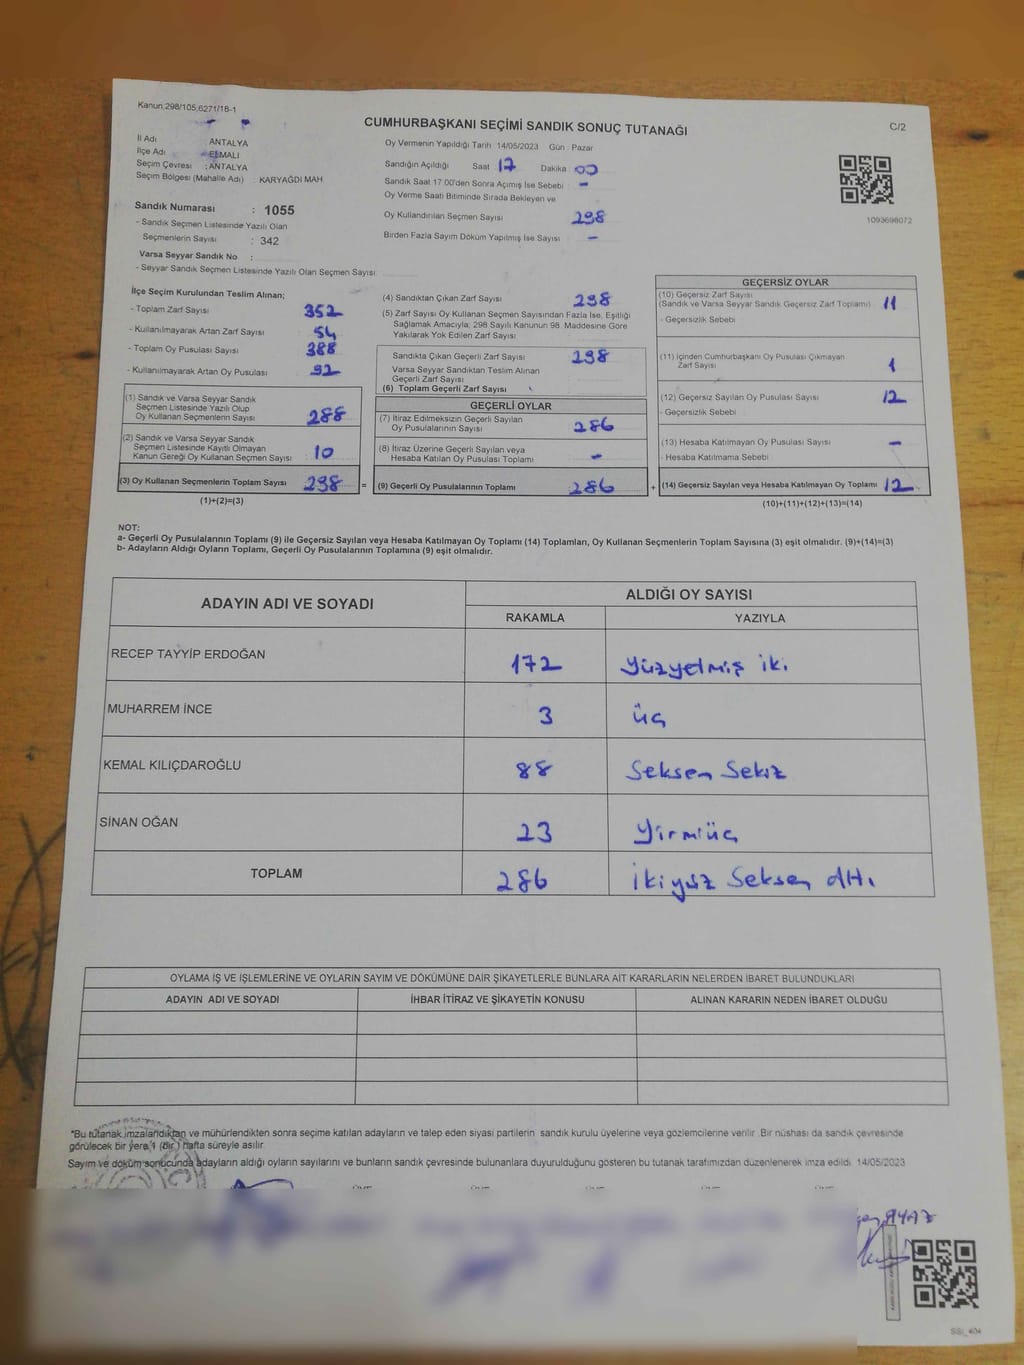 Kanun,298/105,6271/18-1
CUMHURBAŞKANI SEÇİMİ SANDIK SONUÇ TUTANAĞI
C/2
İl Adı ANTALYA
İlçe Adı ELMALI
Seçim Çevresi : ANTALYA
Seçim Bölgesi (Mahalle Adı) : KARYAĞDI MAH
Sandık Numarası : 1055
- Sandık Seçmen Listesinde Yazılı Olan
Seçmenlerin Sayısı : 342
Varsa Seyyar Sandık No :
- Seyyar Sandık Seçmen Listesinde Yazılı Olan Seçmen Sayısı
Oy Vermenin Yapıldığı Tarih 14/05/2023 Gün : Pazar
Sandığın Açıldığı Saat 17 Dakika : 00
Sandık Saat 17.00'den Sonra Açımış İse Sebebi : -
Oy Verme Saati Bitiminde Sırada Bekleyen ve
Oy Kullandırılan Seçmen Sayısı 298
Birden Fazla Sayım Döküm Yapılmış İse Sayısı -
1093698072
İlçe Seçim Kurulundan Teslim Alınan;
- Toplam Zarf Sayısı 352
- Kullanılmayarak Artan Zarf Sayısı 54
- Toplam Oy Pusulası Sayısı 388
- Kullanılmayarak Artan Oy Pusulası 92
(1) Sandık ve Varsa Seyyar Sandık
Seçmen Listesinde Yazılı Olup
Oy Kullanan Seçmenlerin Sayısı 288
(2) Sandık ve Varsa Seyyar Sandık
Seçmen Listesinde Kayıtlı Olmayan
Kanun Gereği Oy Kullanan Seçmen Sayısı 10
(3) Oy Kullanan Seçmenlerin Toplam Sayısı 298 =
(1)+(2)=(3)
(4) Sandıktan Çıkan Zarf Sayısı 298
(5) Zarf Sayısı Oy Kullanan Seçmen Sayısından Fazla İse, Eşitliği
Sağlamak Amacıyla; 298 Sayılı Kanunun 98. Maddesine Göre
Yakılarak Yok Edilen Zarf Sayısı
Sandıkta Çıkan Geçerli Zarf Sayısı 298
Varsa Seyyar Sandıktan Teslim Alınan
Geçerli Zarf Sayısı
(6) Toplam Geçerli Zarf Sayısı
GEÇERLİ OYLAR
(7) İtiraz Edilmeksizin Geçerli Sayılan
Oy Pusulalarının Sayısı 286
(8) İtiraz Üzerine Geçerli Sayılan veya
Hesaba Katılan Oy Pusulası Toplamı -
(9) Geçerli Oy Pusulalarının Toplamı 286 +
GEÇERSİZ OYLAR
(10) Geçersiz Zarf Sayısı
(Sandık ve Varsa Seyyar Sandık Geçersiz Zarf Toplamı) 11
- Geçersizlik Sebebi
(11) İçinden Cumhurbaşkanı Oy Pusulası Çıkmayan
Zarf Sayısı 1
(12) Geçersiz Sayılan Oy Pusulası Sayısı 12
- Geçersizlik Sebebi
(13) Hesaba Katılmayan Oy Pusulası Sayısı -
- Hesaba Katılmama Sebebi
(14) Geçersiz Sayılan veya Hesaba Katılmayan Oy Toplamı 12
(10)+(11)+(12)+(13)=(14)
NOT:
a- Geçerli Oy Pusulalarının Toplamı (9) ile Geçersiz Sayılan veya Hesaba Katılmayan Oy Toplamı (14) Toplamları, Oy Kullanan Seçmenlerin Toplam Sayısına (3) eşit olmalıdır. (9)+(14)=(3)
b- Adayların Aldığı Oyların Toplamı, Geçerli Oy Pusulalarının Toplamına (9) eşit olmalıdır.
ADAYIN ADI VE SOYADI ALDIĞI OY SAYISI
RAKAMLA YAZIYLA
RECEP TAYYİP ERDOĞAN 172 Yüzyetmiş iki
MUHARREM İNCE 3 üç
KEMAL KILIÇDAROĞLU 88 Seksen Sekiz
SİNAN OĞAN 23 Yirmiüç
TOPLAM 286 İkiyüz Seksen Altı
OYLAMA İŞ VE İŞLEMLERİNE VE OYLARIN SAYIM VE DÖKÜMÜNE DAİR ŞİKAYETLERLE BUNLARA AİT KARARLARIN NELERDEN İBARET BULUNDUKLARI
ADAYIN ADI VE SOYADI İHBAR İTİRAZ VE ŞİKAYETİN KONUSU ALINAN KARARIN NEDEN İBARET OLDUĞU
*Bu tutanak imzalandıktan ve mühürlendikten sonra seçime katılan adayların ve talep eden siyasi partilerin sandık kurulu üyelerine veya gözlemcilerine verilir. Bir nüshası da sandık çevresinde
görülecek bir yere 1 (bir) hafta süreyle asılır.
Sayım ve döküm sonucunda adayların aldığı oyların sayılarını ve bunların sandık çevresinde bulunanlara duyurulduğunu gösteren bu tutanak tarafımızdan düzenlenerek imza edildi. 14/05/2023
AYAZ